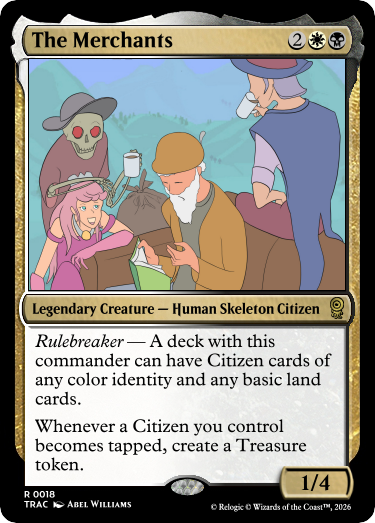 The Merchants 2
Legendary Creature — Human Skeleton Citizen
Rulebreaker — A deck with this
commander can have Citizen cards of
any color identity and any basic land
cards.
Whenever a Citizen you control
becomes tapped, create a Treasure
token.
1/4
R 0018
TRAC Abel Williams
© Relogic © Wizards of the Coast™, 2026